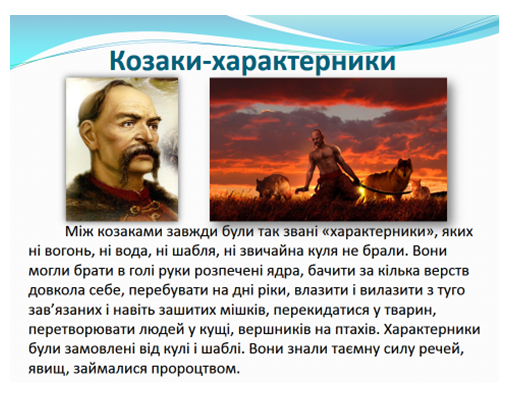 Козаки-характерники
Між козаками завжди були так звані «характерники», яких
ні вогонь, ні вода, ні шабля, ні звичайна куля не брали. Вони
могли брати в голі руки розпечені ядра, бачити за кілька верств
довкола себе, перебувати на дні ріки, влазити і вилазити з туго
зав’язаних і навіть зашитих мішків, перекидатися у тварин,
перетворювати людей у кущі, вершників на птахів. Характерники
були замовлені від кулі і шаблі. Вони знали таємну силу речей,
явищ, займалися пророцтвом.